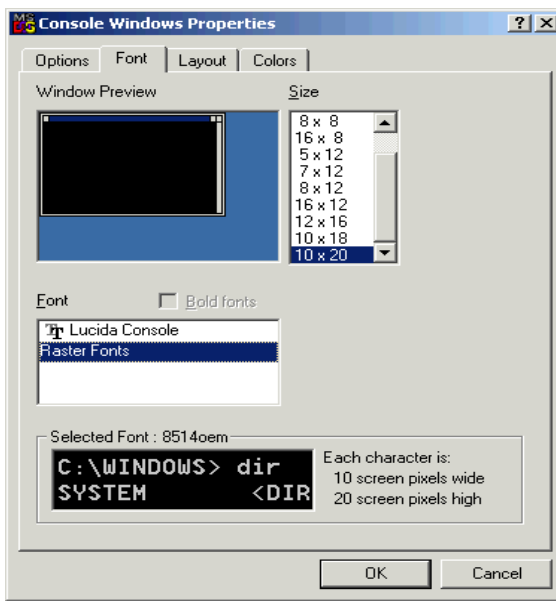 MS DOS
Console Windows Properties
? x
Options Font Layout Colors
Window Preview
Size
8 x 8
16 x 8
5 x 12
7 x 12
8 x 12
16 x 12
12 x 16
10 x 18
10 x 20
Font
Bold fonts
Lucida Console
Raster Fonts
Selected Font : 8514oem
C:\WINDOWS> dir
SYSTEM <DIR
Each character is:
10 screen pixels wide
20 screen pixels high
OK Cancel